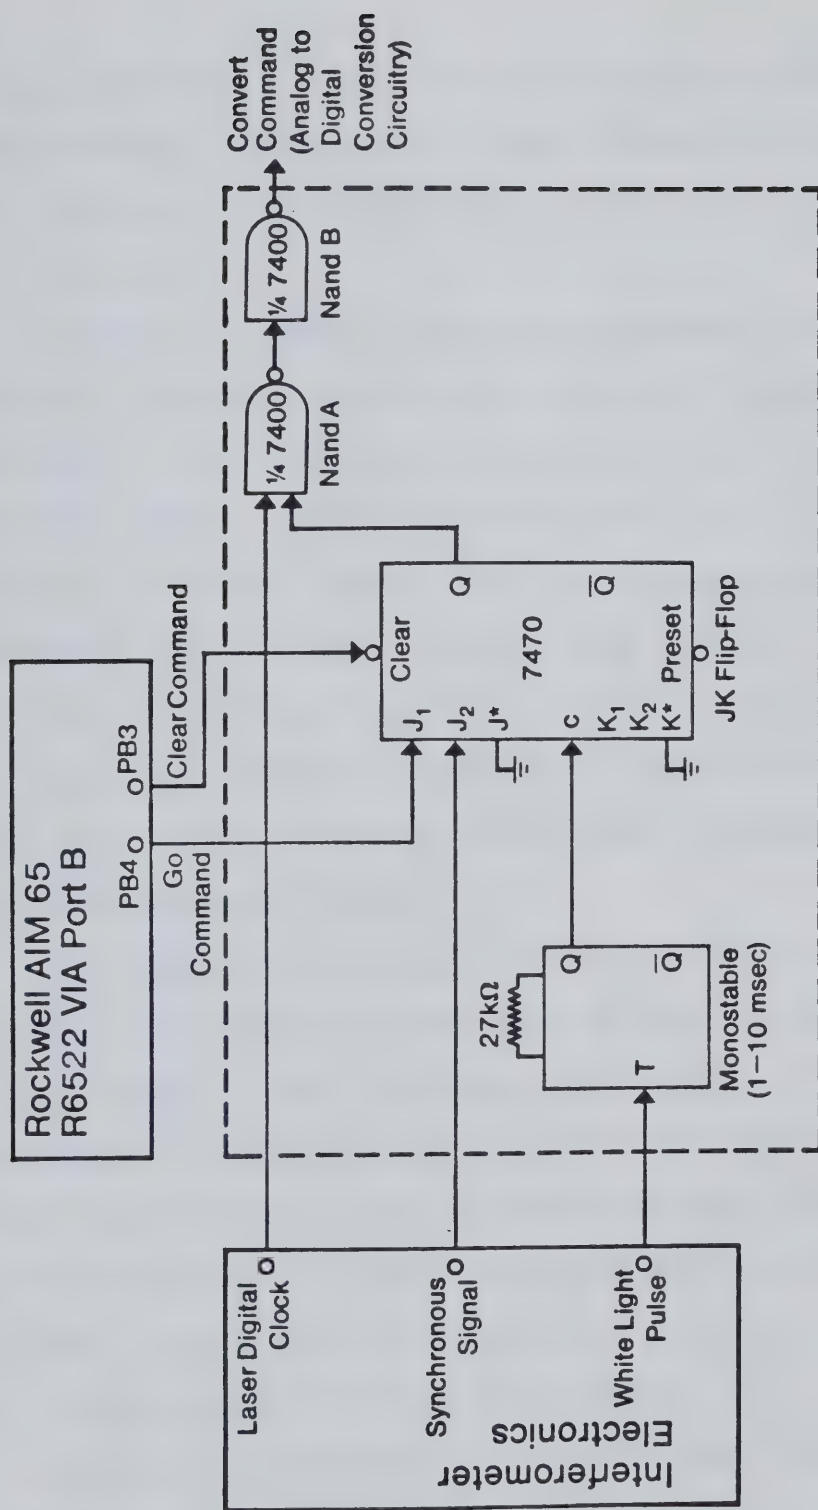 Rockwell AIM 65
R6522 VIA Port B
PB4
PB3
Go
Command
Clear Command
Interferometer
Electronics
Laser Digital
Clock
Synchronous
Signal
White Light
Pulse
27kΩ
T
Q
Q̅
Monostable
(1–10 msec)
J₁
J₂
J*
C
K₁
K₂
K*
Clear
7470
Preset
Q
Q̅
JK Flip-Flop
¼ 7400
Nand A
¼ 7400
Nand B
Convert
Command
(Analog to
Digital
Conversion
Circuitry)